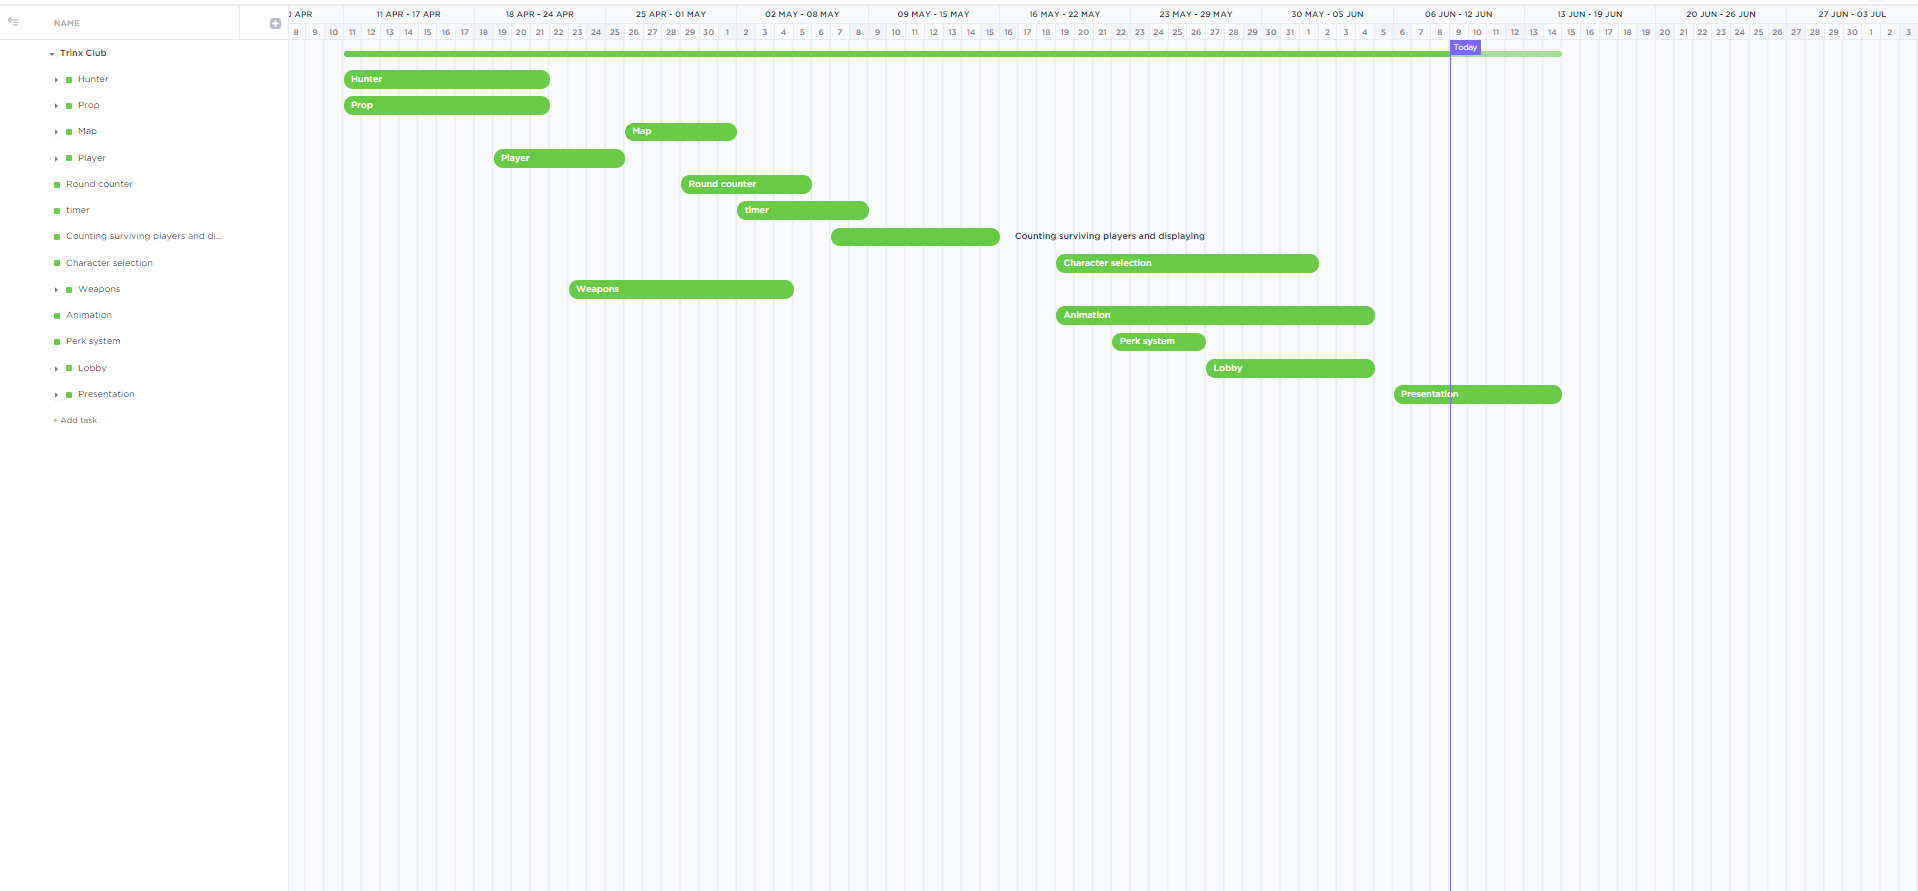 NAME
0 APR 11 APR - 17 APR 18 APR - 24 APR 25 APR - 01 MAY 02 MAY - 08 MAY 09 MAY - 15 MAY 16 MAY - 22 MAY 23 MAY - 29 MAY 30 MAY - 05 JUN 06 JUN - 12 JUN 13 JUN - 19 JUN 20 JUN - 26 JUN 27 JUN - 03 JUL
8 9 10 11 12 13 14 15 16 17 18 19 20 21 22 23 24 25 26 27 28 29 30 1 2 3 4 5 6 7 8 9 10 11 12 13 14 15 16 17 18 19 20 21 22 23 24 25 26 27 28 29 30 31 1 2 3 4 5 6 7 8 9 10 11 12 13 14 15 16 17 18 19 20 21 22 23 24 25 26 27 28 29 30 1 2 3
Today
Trinx Club
Hunter Hunter
Prop Prop
Map Map
Player Player
Round counter Round counter
timer timer
Counting surviving players and di... Counting surviving players and displaying
Character selection Character selection
Weapons Weapons
Animation Animation
Perk system Perk system
Lobby Lobby
Presentation Presentation
+ Add task